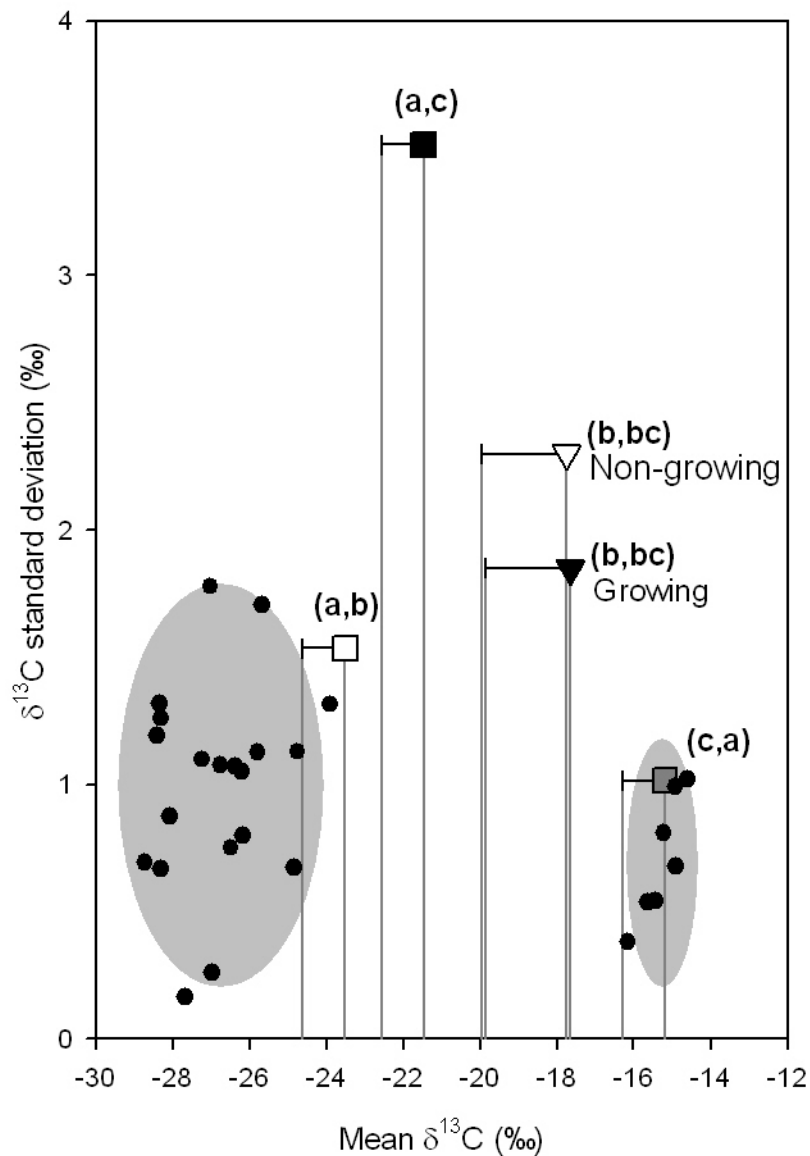 4
(a,c)
3
(b,bc)
Non-growing
2
(b,bc)
Growing
(a,b)
(c,a)
1
0
-30 -28 -26 -24 -22 -20 -18 -16 -14 -12
Mean δ¹³C (‰)
δ¹³C standard deviation (‰)